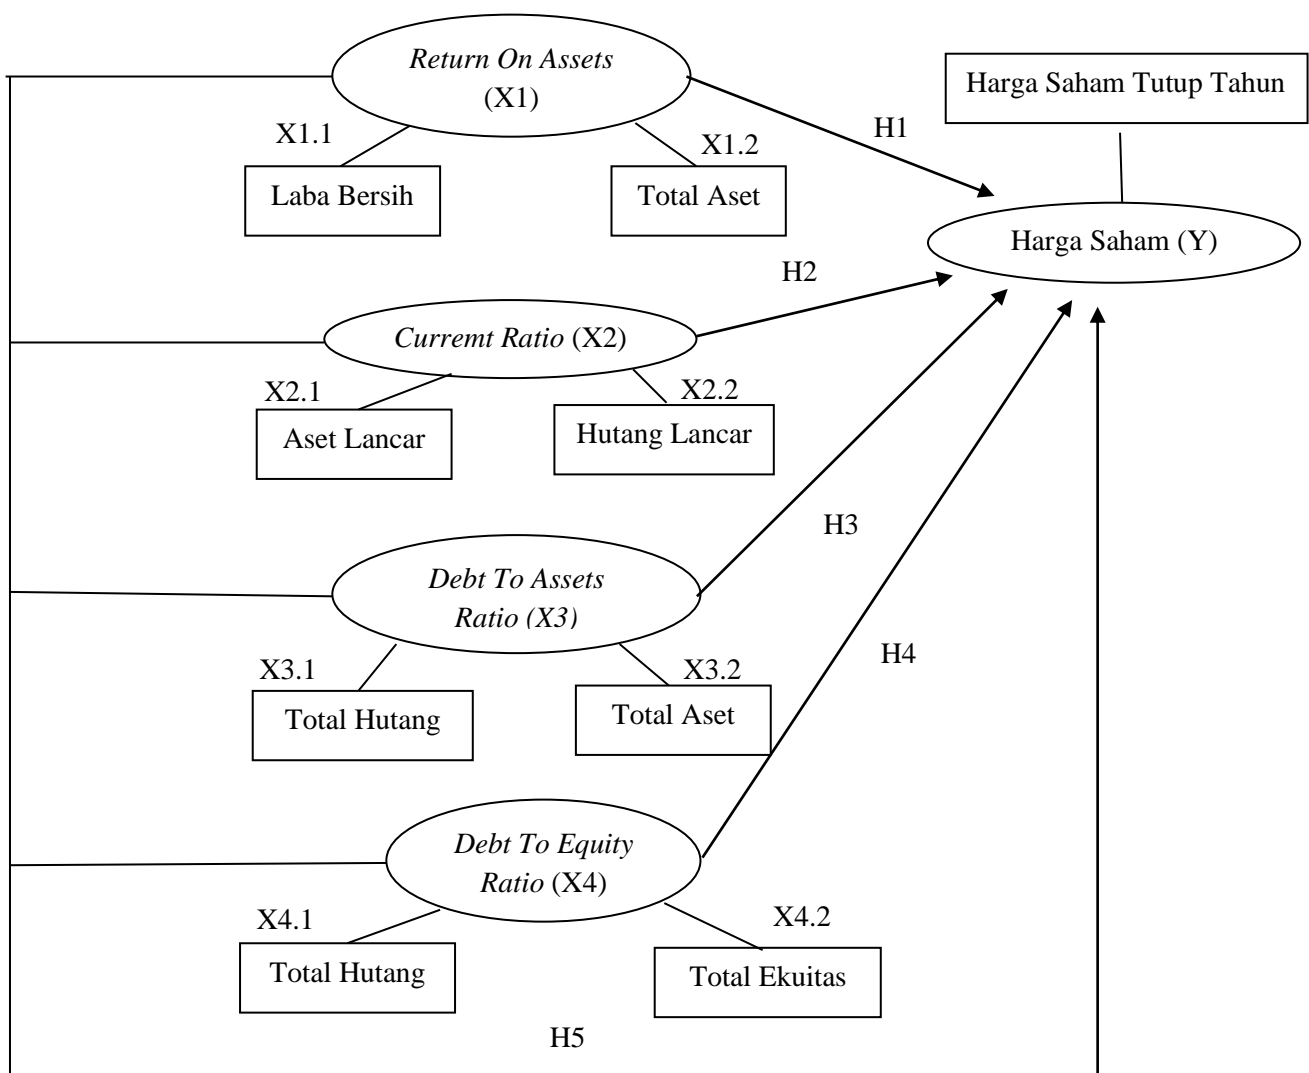 Return On Assets
(X1)
Harga Saham Tutup Tahun
H1
X1.1
X1.2
Laba Bersih
Total Aset
Harga Saham (Y)
H2
Curremt Ratio (X2)
X2.1
X2.2
Aset Lancar
Hutang Lancar
H3
Debt To Assets
Ratio (X3)
H4
X3.1
X3.2
Total Hutang
Total Aset
Debt To Equity
Ratio (X4)
X4.1
X4.2
Total Hutang
Total Ekuitas
H5